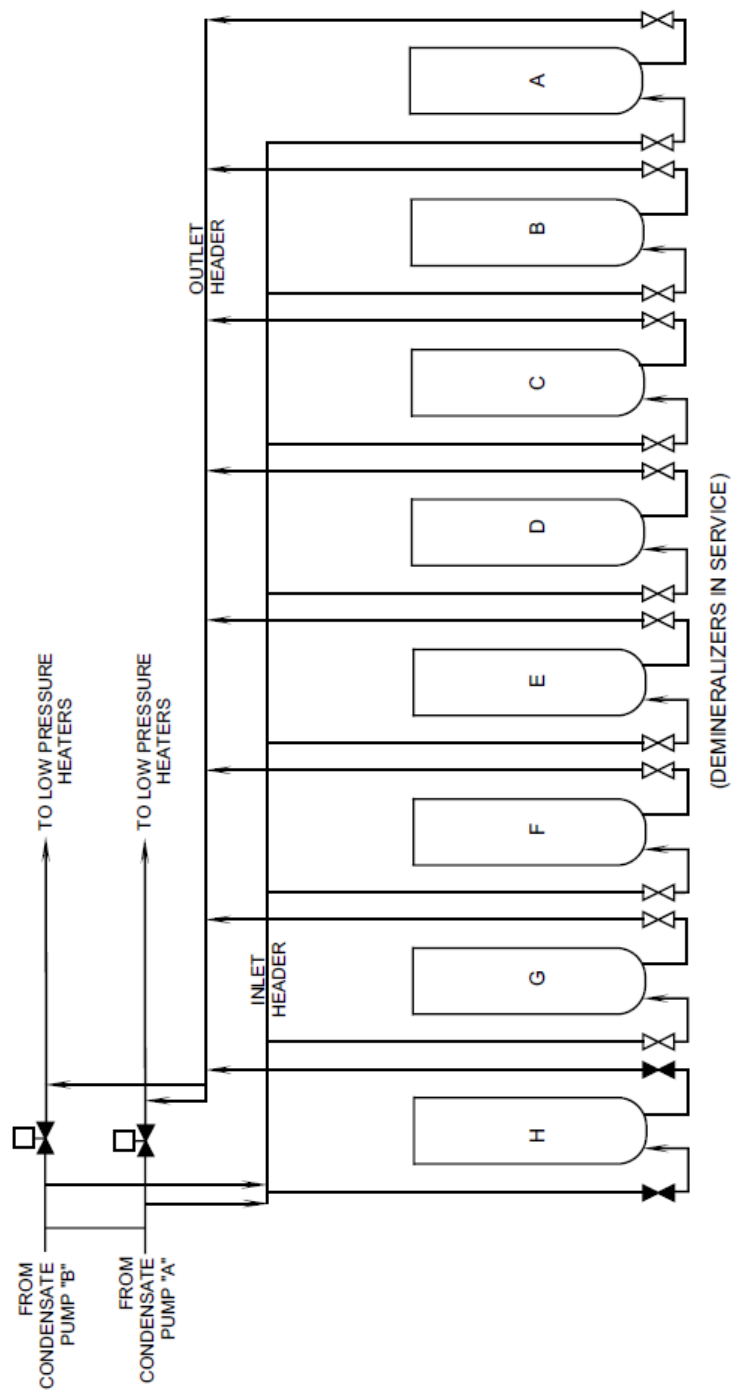 FROM
CONDENSATE
PUMP "B"
TO LOW PRESSURE
HEATERS
FROM
CONDENSATE
PUMP "A"
TO LOW PRESSURE
HEATERS
OUTLET
HEADER
INLET
HEADER
H
G
F
E
D
C
B
A
(DEMINERALIZERS IN SERVICE)